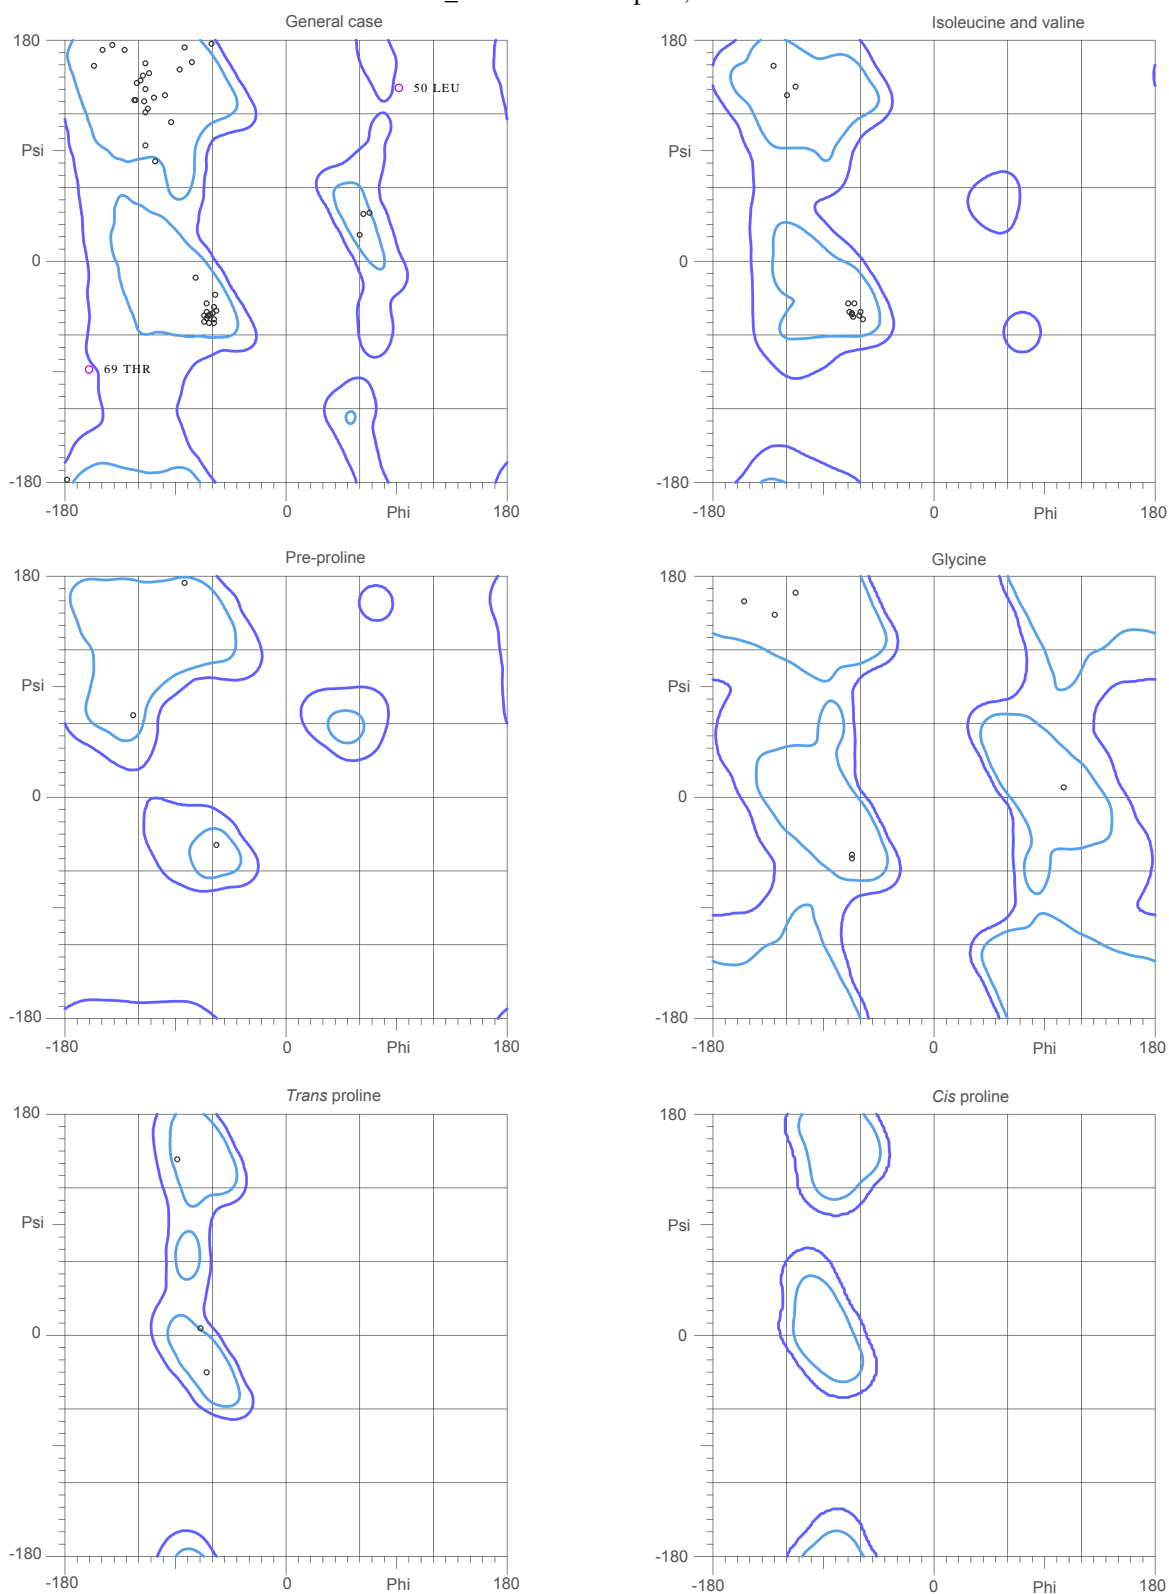 General case
Isoleucine and valine
180
50 LEU
Psi
0
69 THR
-180
-180
0
Phi
180
180
Psi
0
-180
-180
0
Phi
180
Pre-proline
Glycine
180
Psi
0
-180
-180
0
Phi
180
180
Psi
0
-180
-180
0
Phi
180
Trans proline
Cis proline
180
Psi
0
-180
-180
0
Phi
180
180
Psi
0
-180
-180
0
Phi
180